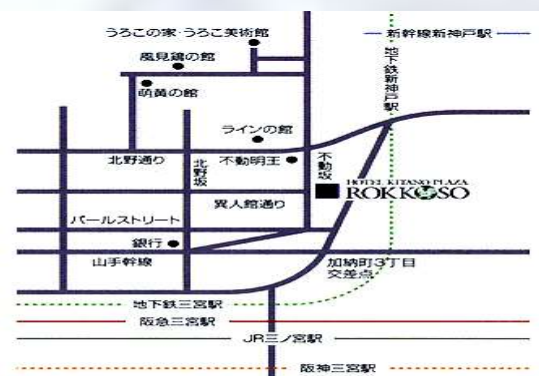 うろこの家・うろこ美術館
新幹線新神戸駅
風見鶏の館
地下鉄新神戸駅
萌黄の館
ラインの館
北野通り
北野坂
不動明王
不動坂
HOTEL KITANO PLAZA
ROKKOSO
異人館通り
パールストリート
銀行
山手幹線
加納町3丁目
交差点
地下鉄三宮駅
阪急三宮駅
JR三ノ宮駅
阪神三宮駅